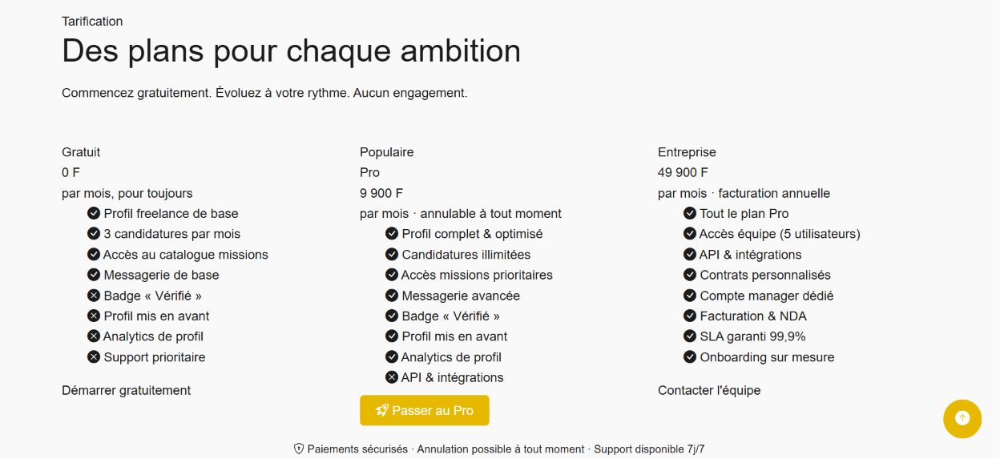 Tarification
Des plans pour chaque ambition
Commencez gratuitement. Évoluez à votre rythme. Aucun engagement.
Gratuit
0 F
par mois, pour toujours
Profil freelance de base
3 candidatures par mois
Accès au catalogue missions
Messagerie de base
Badge « Vérifié »
Profil mis en avant
Analytics de profil
Support prioritaire
Démarrer gratuitement
Populaire
Pro
9 900 F
par mois · annulable à tout moment
Profil complet & optimisé
Candidatures illimitées
Accès missions prioritaires
Messagerie avancée
Badge « Vérifié »
Profil mis en avant
Analytics de profil
API & intégrations
Passer au Pro
Entreprise
49 900 F
par mois · facturation annuelle
Tout le plan Pro
Accès équipe (5 utilisateurs)
API & intégrations
Contrats personnalisés
Compte manager dédié
Facturation & NDA
SLA garanti 99,9%
Onboarding sur mesure
Contacter l'équipe
Paiements sécurisés · Annulation possible à tout moment · Support disponible 7j/7